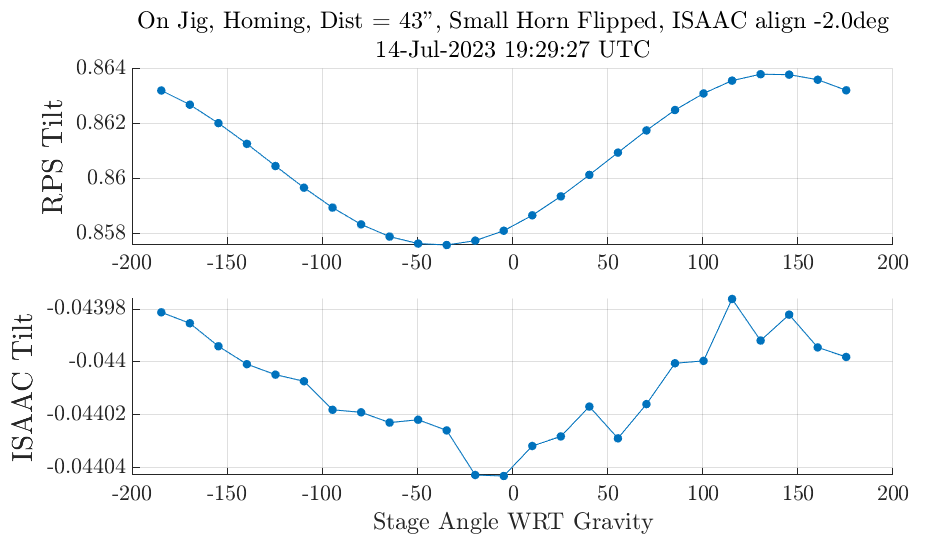 On Jig, Homing, Dist = 43”, Small Horn Flipped, ISAAC align -2.0deg
14-Jul-2023 19:29:27 UTC
RPS Tilt
0.864
0.862
0.86
0.858
-200 -150 -100 -50 0 50 100 150 200
ISAAC Tilt
-0.04398
-0.044
-0.04402
-0.04404
-200 -150 -100 -50 0 50 100 150 200
Stage Angle WRT Gravity